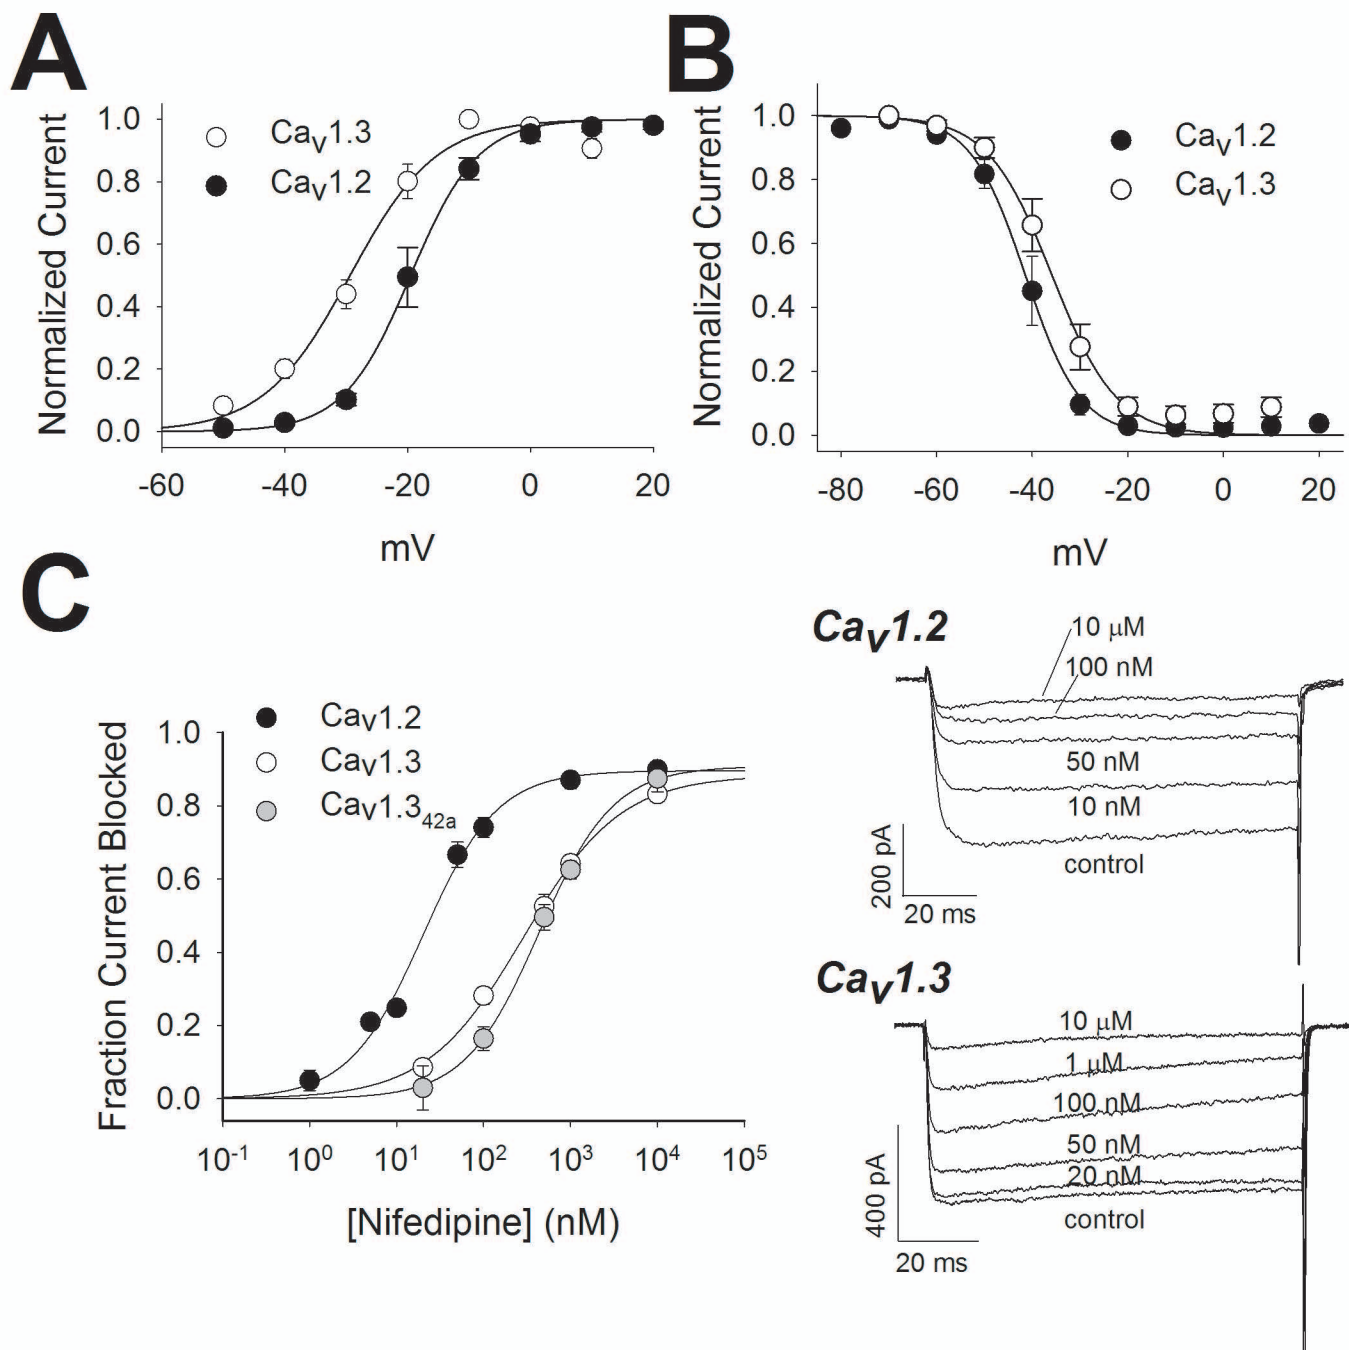 A
Normalized Current
1.0
0.8
0.6
0.4
0.2
0.0
Cav1.3
Cav1.2
-60 -40 -20 0 20
mV
B
Normalized Current
1.0
0.8
0.6
0.4
0.2
0.0
Cav1.2
Cav1.3
-80 -60 -40 -20 0 20
mV
C
Fraction Current Blocked
1.0
0.8
0.6
0.4
0.2
0.0
Cav1.2
Cav1.3
Cav1.342a
10-1 100 101 102 103 104 105
[Nifedipine] (nM)
Cav1.2
10 μM
100 nM
50 nM
10 nM
control
200 pA
20 ms
Cav1.3
10 μM
1 μM
100 nM
50 nM
20 nM
control
400 pA
20 ms